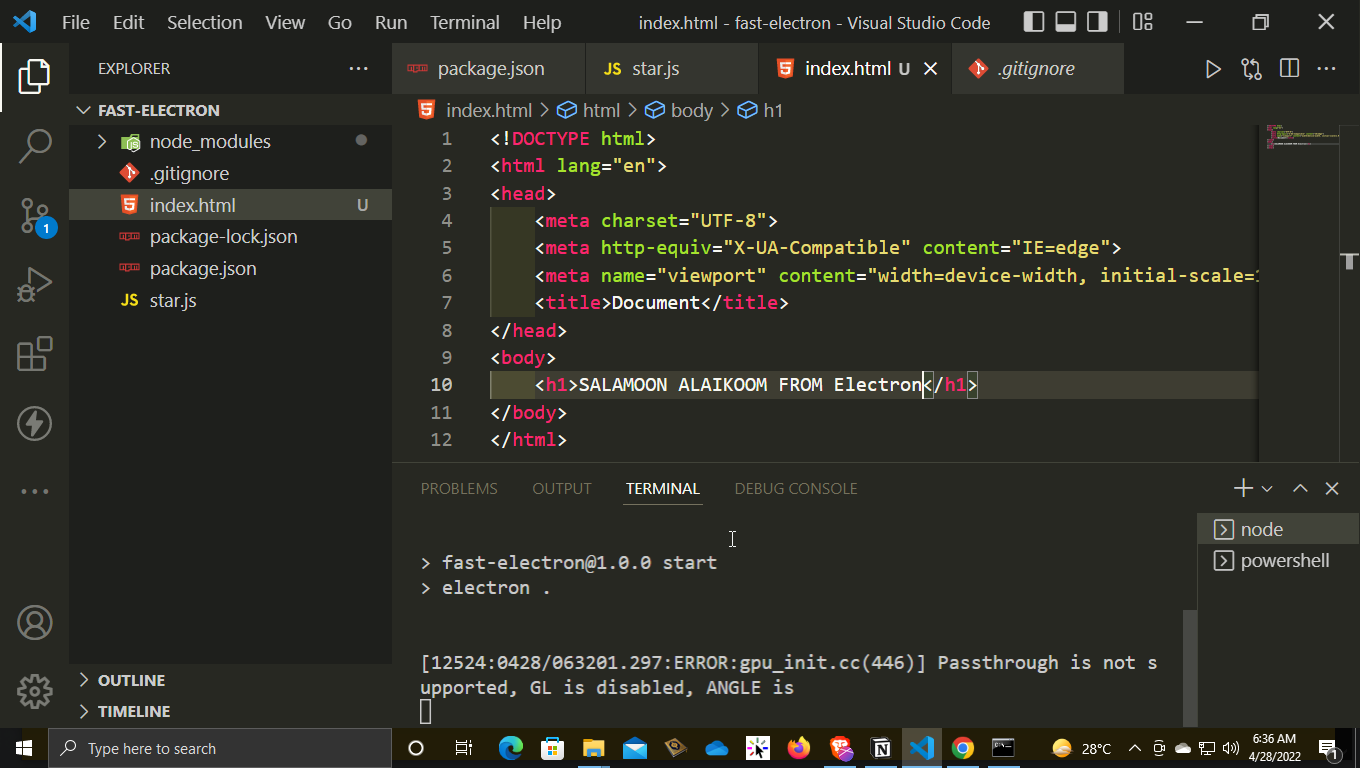 File Edit Selection View Go Run Terminal Help index.html - fast-electron - Visual Studio Code
EXPLORER
package.json
JS star.js
index.html U
.gitignore
FAST-ELECTRON
node_modules
.gitignore
index.html U
package-lock.json
package.json
JS star.js
1
OUTLINE
TIMELINE
index.html > html > body > h1
1 <!DOCTYPE html>
2 <html lang="en">
3 <head>
4 <meta charset="UTF-8">
5 <meta http-equiv="X-UA-Compatible" content="IE=edge">
6 <meta name="viewport" content="width=device-width, initial-scale=
7 <title>Document</title>
8 </head>
9 <body>
10 <h1>SALAMOON ALAIKOOM FROM Electron</h1>
11 </body>
12 </html>
PROBLEMS OUTPUT TERMINAL DEBUG CONSOLE
> fast-electron@1.0.0 start
> electron .
[12524:0428/063201.297:ERROR:gpu_init.cc(446)] Passthrough is not s
upported, GL is disabled, ANGLE is
node
powershell
Type here to search
28°C
6:36 AM
4/28/2022
1